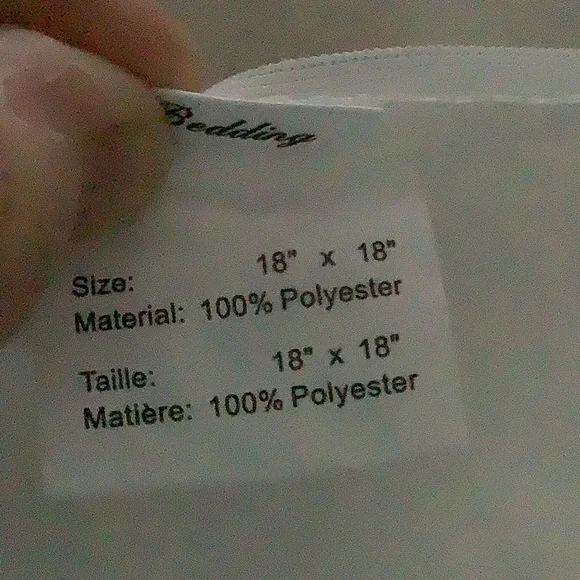 Bedding
Size: 18" x 18"
Material: 100% Polyester
Taille: 18" x 18"
Matière: 100% Polyester